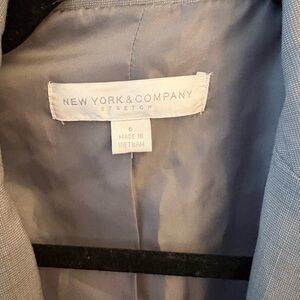 NEW YORK & COMPANY
STRETCH
6
MADE IN
VIETNAM